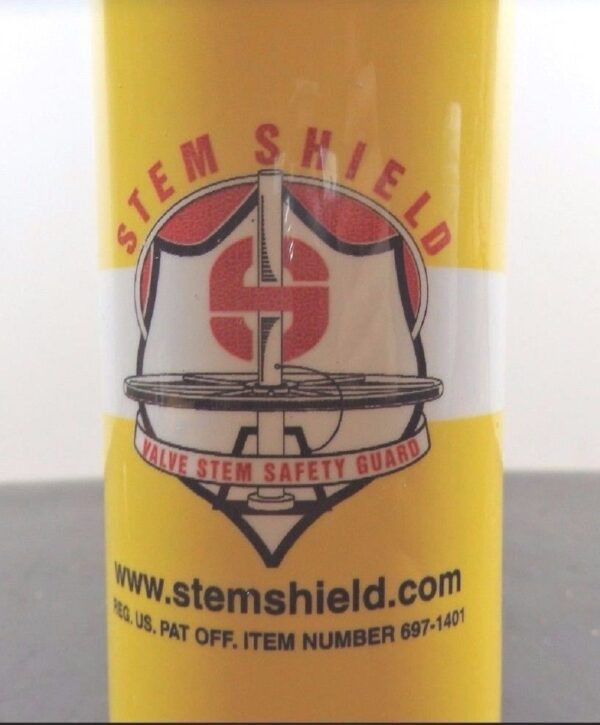 STEM SHIELD
S
VALVE STEM SAFETY GUARD
www.stemshield.com
REG. US. PAT OFF. ITEM NUMBER 697-1401